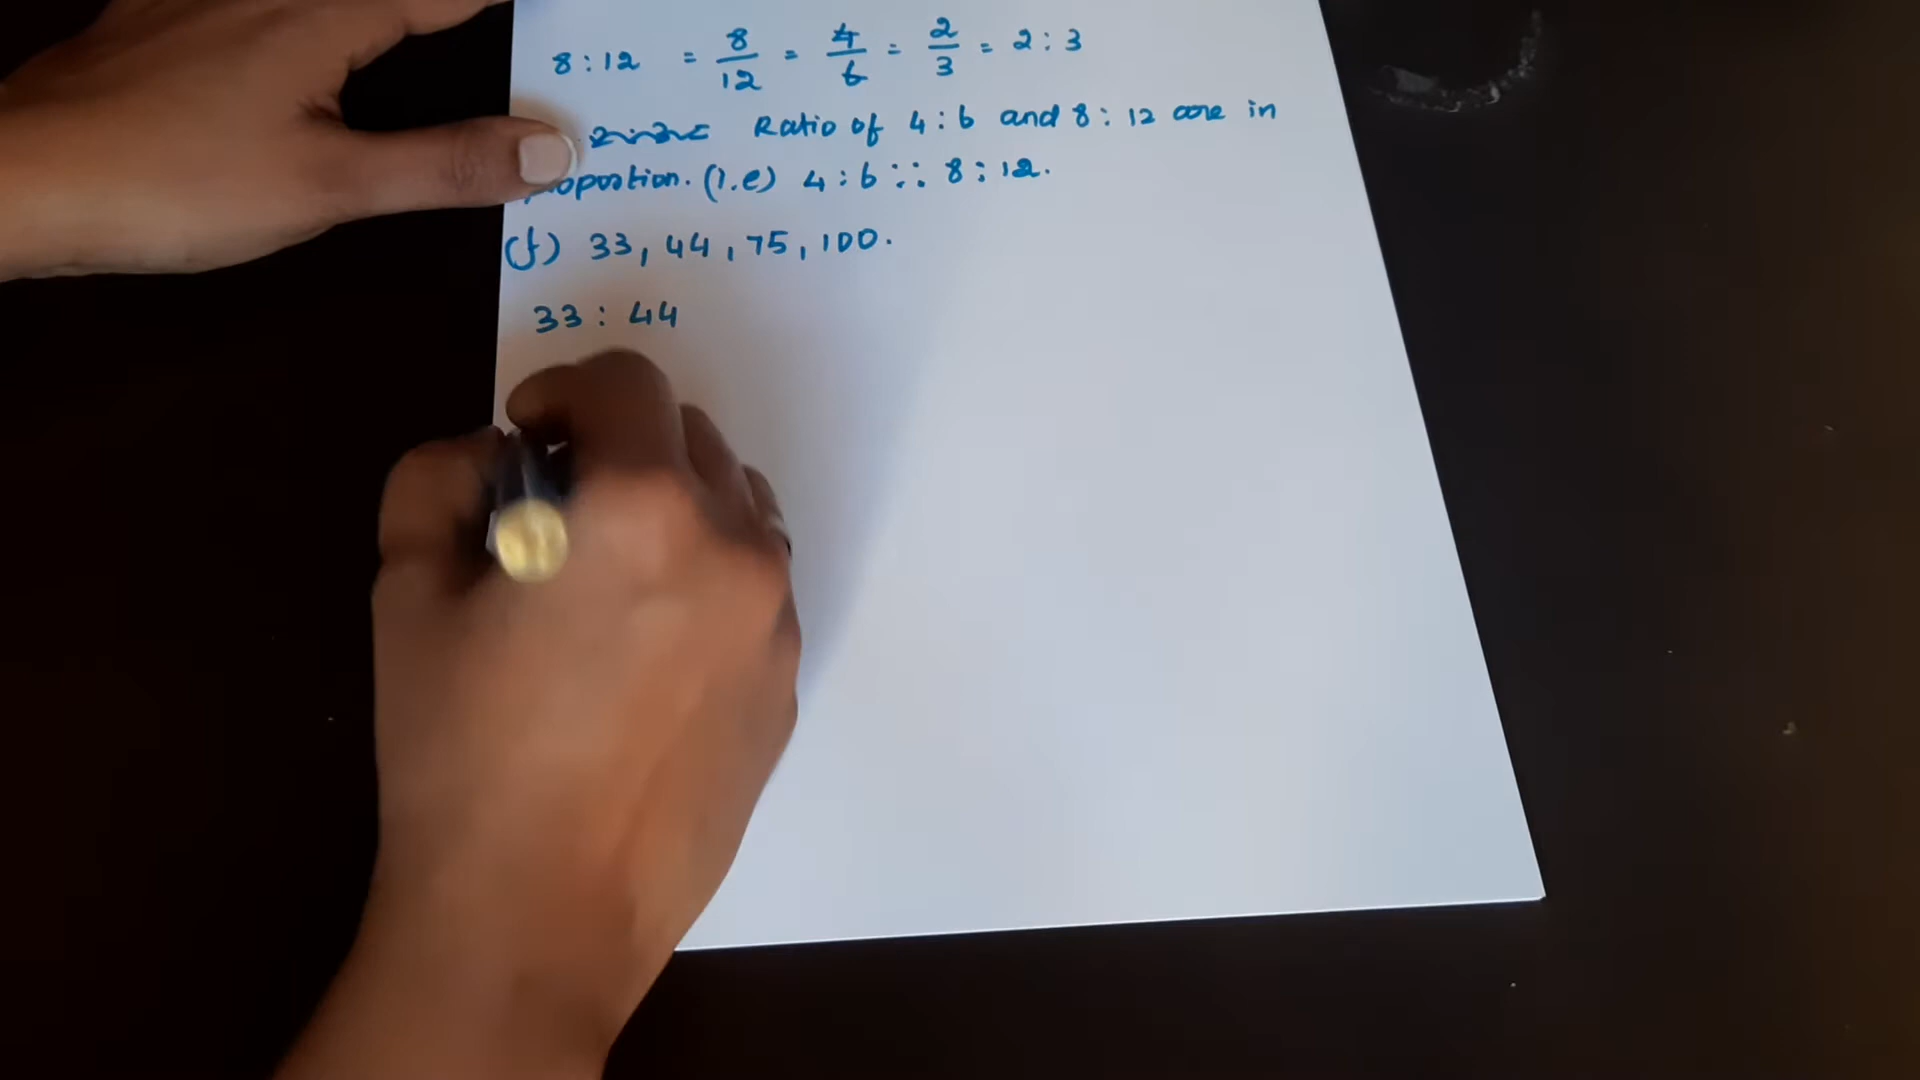 8 : 12 = 8/12 = 4/6 = 2/3 = 2 : 3
Ratio of 4 : 6 and 8 : 12 are in
opostion. (i.e) 4 : 6 :: 8 : 12.
(f) 33, 44, 75, 100.
33 : 44